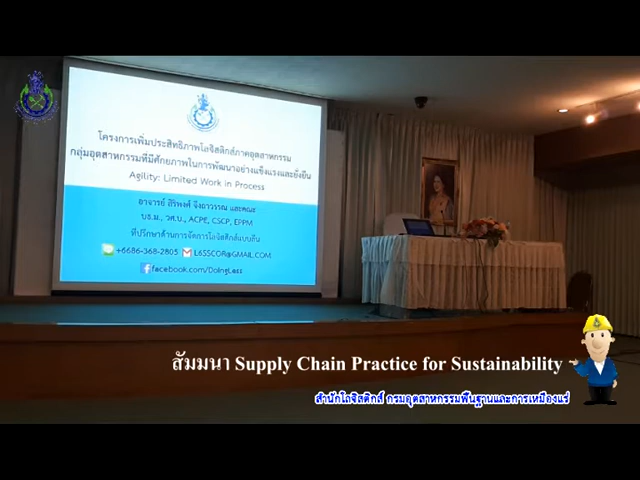 โครงการเพิ่มประสิทธิภาพโลจิสติกส์ภาคอุตสาหกรรม
กลุ่มอุตสาหกรรมที่มีศักยภาพในการพัฒนาอย่างแข็งแรงและยั่งยืน
Agility: Limited Work in Process
อาจารย์ สิริพงศ์ จึงถาวรรณ และคณะ
บธ.ม., วศ.บ., ACPE, CSCP, EPPM
ที่ปรึกษาด้านการจัดการโลจิสติกส์แบบลีน
+6686-368-2805 L6SSCOR@GMAIL.COM
facebook.com/DoingLess
สัมมนา Supply Chain Practice for Sustainability
สำนักโลจิสติกส์ กรมอุตสาหกรรมพื้นฐานและการเหมืองแร่